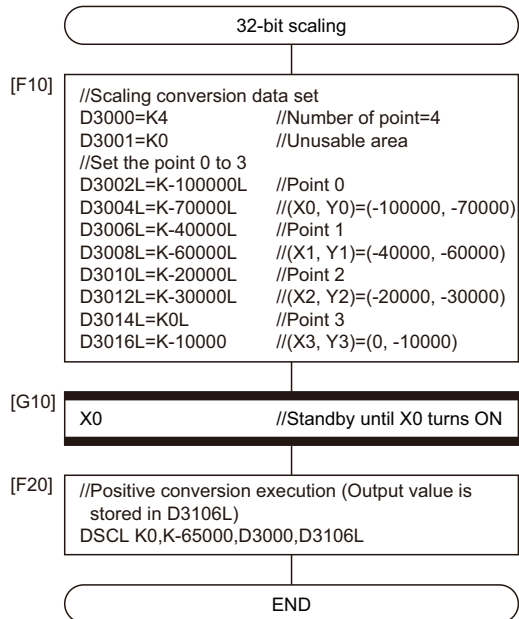 32-bit scaling
[F10]
//Scaling conversion data set
D3000=K4 //Number of point=4
D3001=K0 //Unusable area
//Set the point 0 to 3
D3002L=K-100000L //Point 0
D3004L=K-70000L //(X0, Y0)=(-100000, -70000)
D3006L=K-40000L //Point 1
D3008L=K-60000L //(X1, Y1)=(-40000, -60000)
D3010L=K-20000L //Point 2
D3012L=K-30000L //(X2, Y2)=(-20000, -30000)
D3014L=K0L //Point 3
D3016L=K-10000 //(X3, Y3)=(0, -10000)
[G10]
X0 //Standby until X0 turns ON
[F20]
//Positive conversion execution (Output value is
stored in D3106L)
DSCL K0,K-65000,D3000,D3106L
END